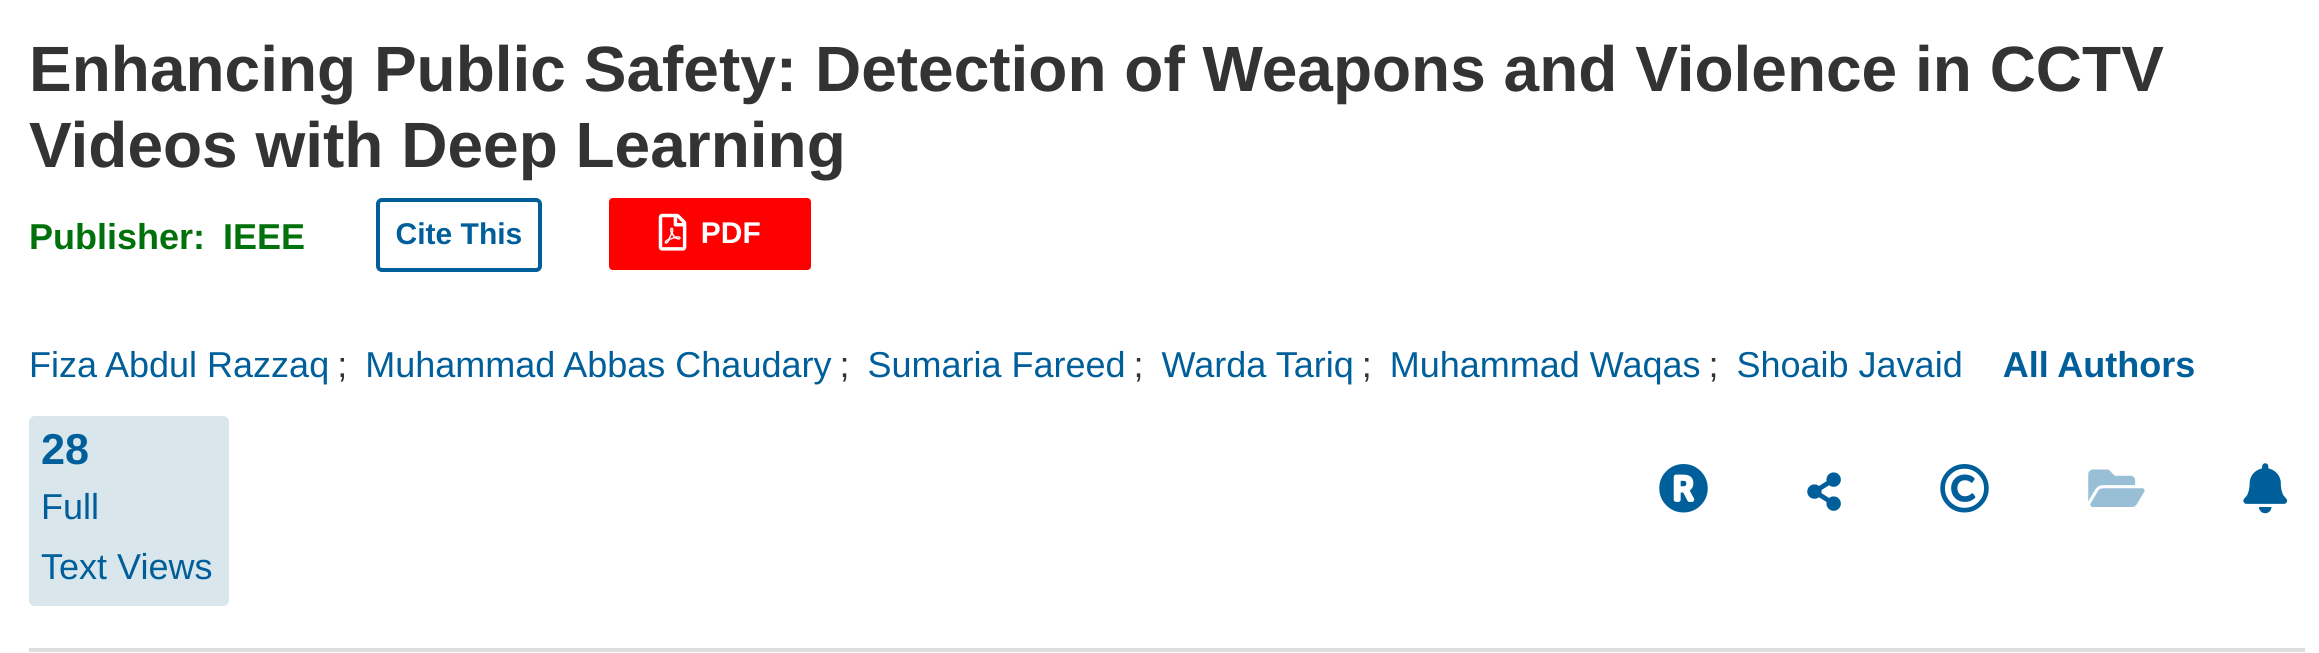 Enhancing Public Safety: Detection of Weapons and Violence in CCTV
Videos with Deep Learning
Publisher: IEEE Cite This PDF
Fiza Abdul Razzaq ; Muhammad Abbas Chaudary ; Sumaria Fareed ; Warda Tariq ; Muhammad Waqas ; Shoaib Javaid All Authors
28
Full
Text Views